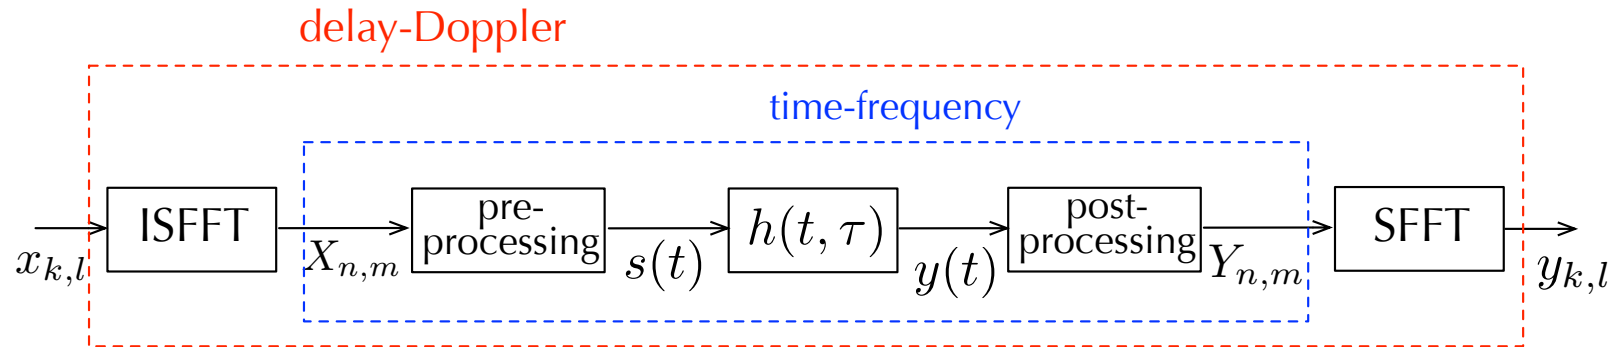 delay-Doppler
time-frequency
ISFFT
pre-
processing
h(t, τ)
post-
processing
SFFT
x_{k,l}
X_{n,m}
s(t)
y(t)
Y_{n,m}
y_{k,l}